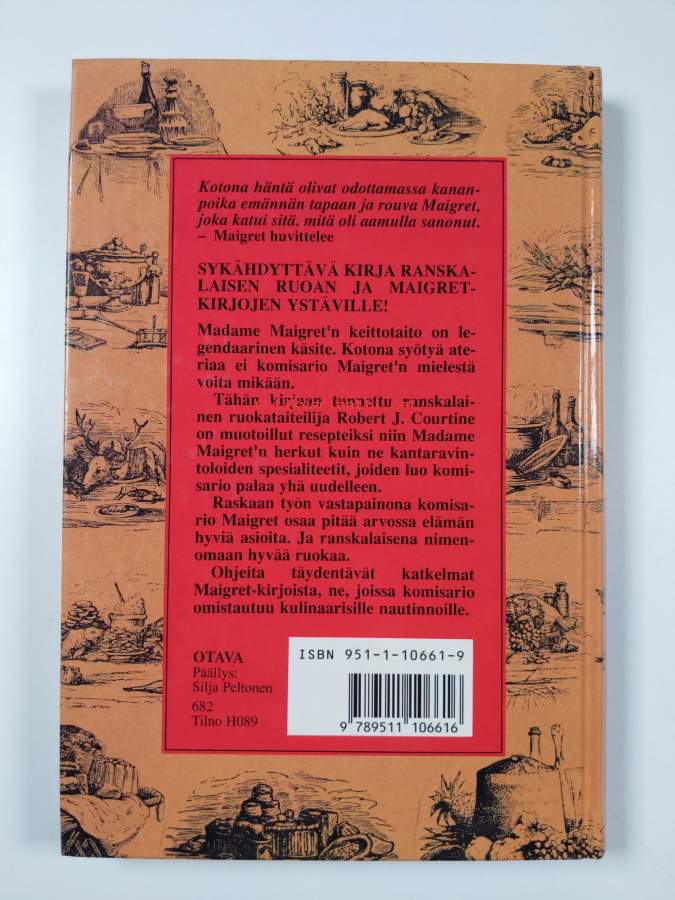 Kotona häntä olivat odottamassa kanan-
poika emännän tapaan ja rouva Maigret,
joka katui sitä, mitä oli aamulla sanonut.
– Maigret huvittelee
SYKÄHDYTTÄVÄ KIRJA RANSKA-
LAISEN RUOAN JA MAIGRET-
KIRJOJEN YSTÄVILLE!
Madame Maigret'n keittotaito on le-
gendaarinen käsite. Kotona syötyä ate-
riaa ei komisario Maigret'n mielestä
voita mikään.
Tähän kirjaan tunnettu ranskalai-
nen ruokataiteilija Robert J. Courtine
on muotoillut resepteiksi niin Madame
Maigret'n herkut kuin ne kantaravin-
toloiden spesialiteetit, joiden luo komi-
sario palaa yhä uudelleen.
Raskaan työn vastapainona komisa-
rio Maigret osaa pitää arvossa elämän
hyviä asioita. Ja ranskalaisena nimen-
omaan hyvää ruokaa.
Ohjeita täydentävät katkelmat
Maigret-kirjoista, ne, joissa komisario
omistautuu kulinaarisille nautinnoille.
OTAVA
Päällys:
Silja Peltonen
682
Tilno H089
ISBN 951-1-10661-9
9 789511 106616